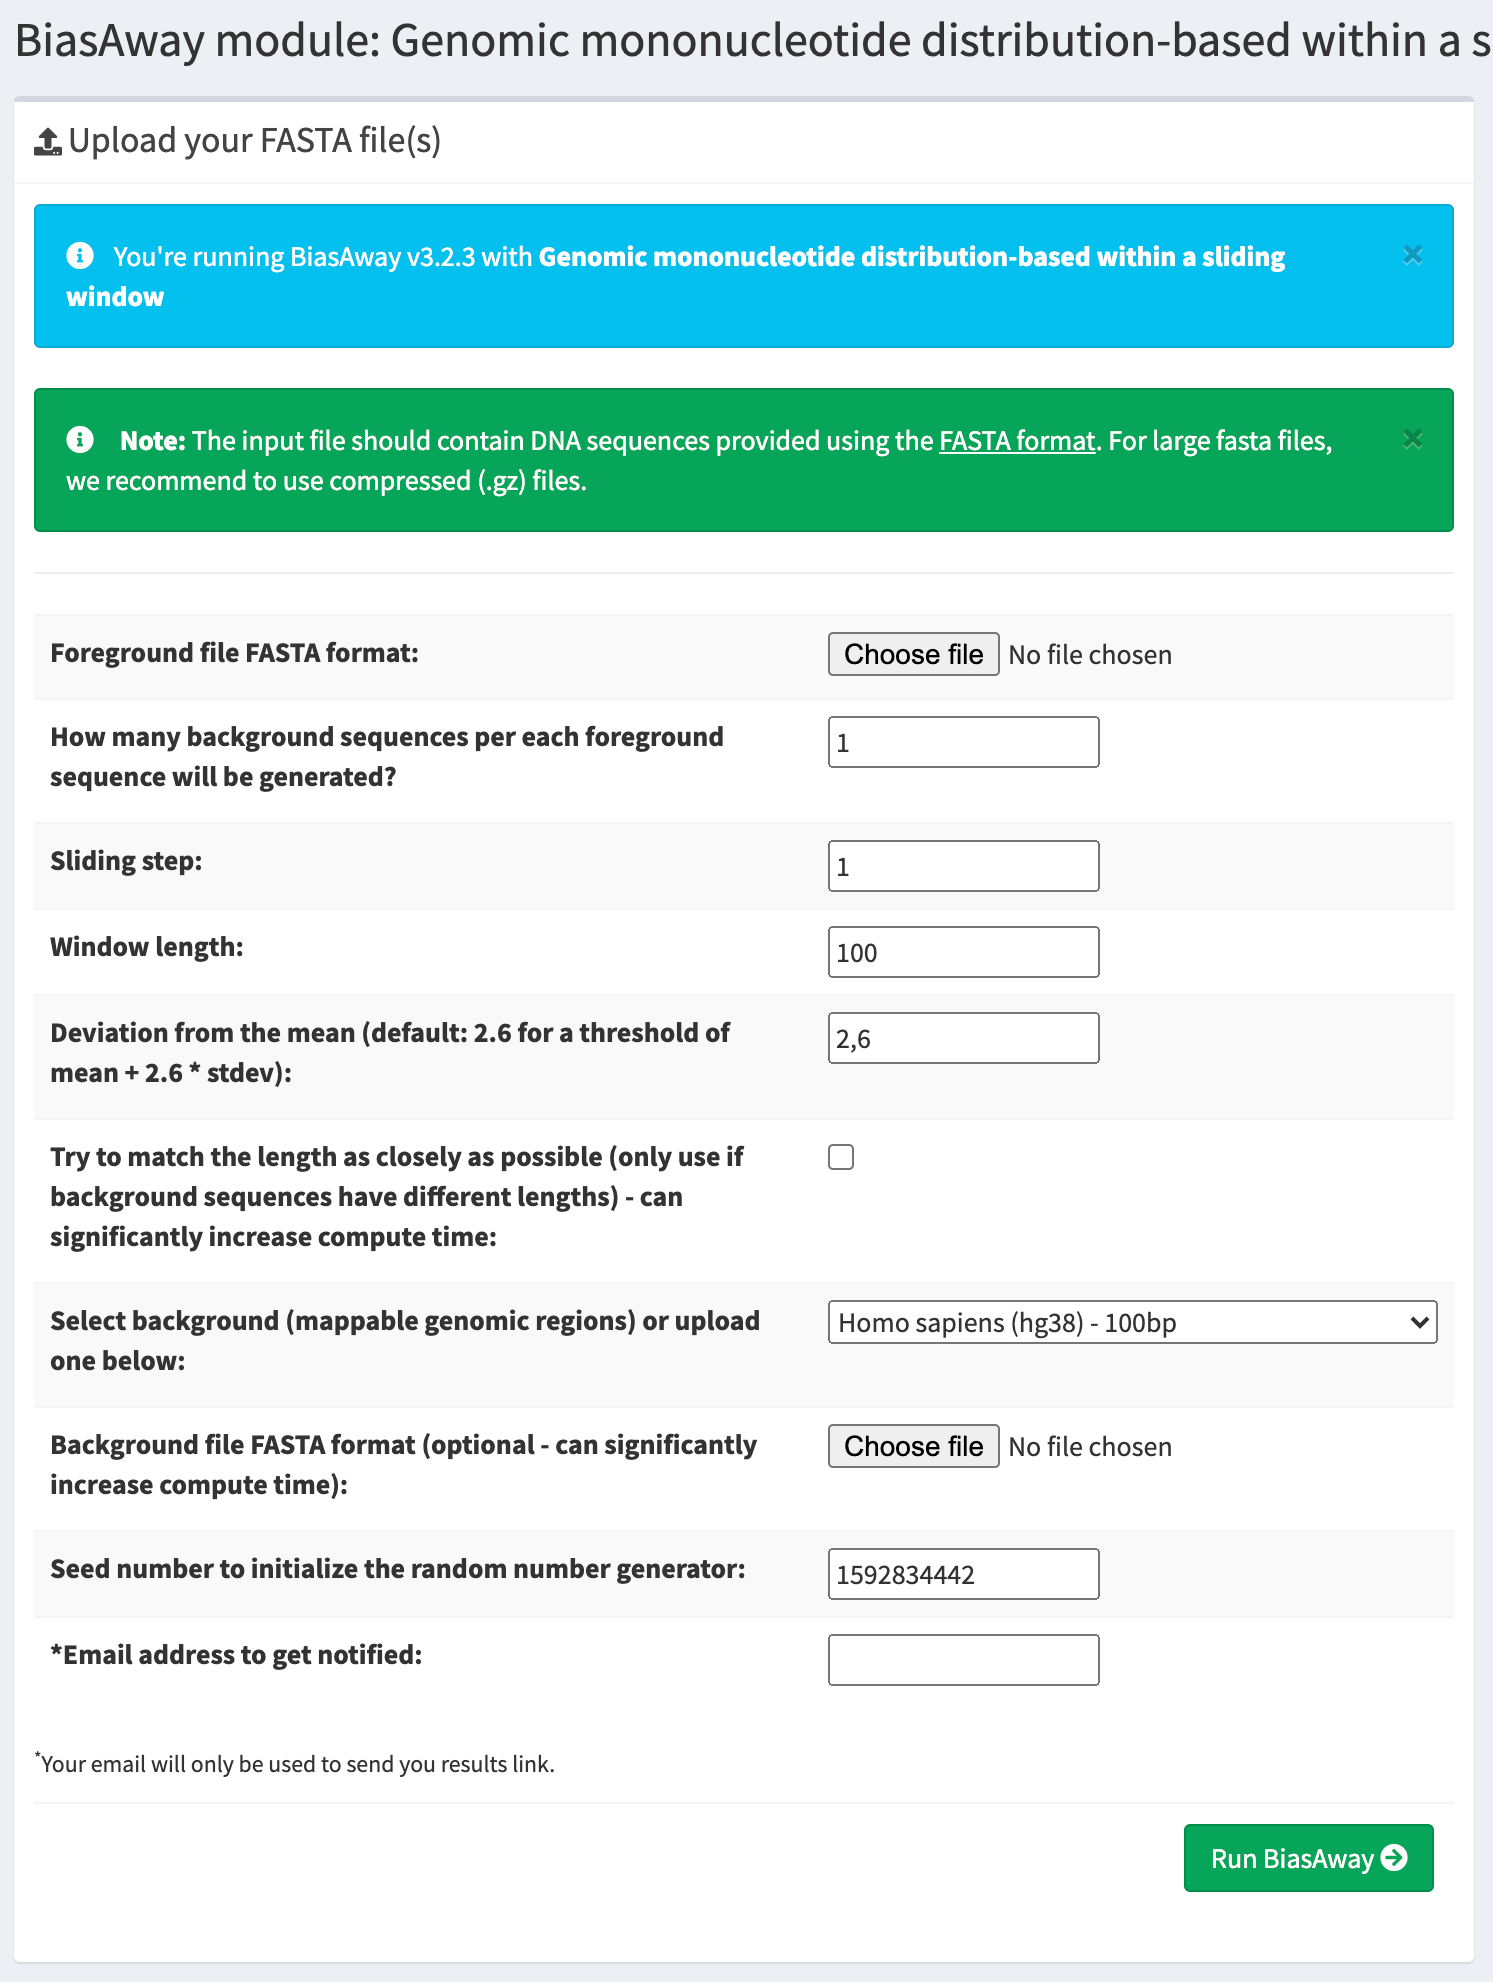 BiasAway module: Genomic mononucleotide distribution-based within a s
Upload your FASTA file(s)
You're running BiasAway v3.2.3 with Genomic mononucleotide distribution-based within a sliding
window
Note: The input file should contain DNA sequences provided using the FASTA format. For large fasta files,
we recommend to use compressed (.gz) files.
Foreground file FASTA format:
Choose file No file chosen
How many background sequences per each foreground
sequence will be generated?
1
Sliding step:
1
Window length:
100
Deviation from the mean (default: 2.6 for a threshold of
mean + 2.6 * stdev):
2,6
Try to match the length as closely as possible (only use if
background sequences have different lengths) - can
significantly increase compute time:
Select background (mappable genomic regions) or upload
one below:
Homo sapiens (hg38) - 100bp
Background file FASTA format (optional - can significantly
increase compute time):
Choose file No file chosen
Seed number to initialize the random number generator:
1592834442
*Email address to get notified:
*Your email will only be used to send you results link.
Run BiasAway